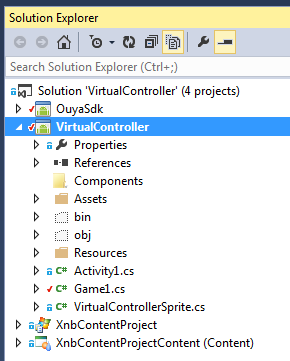 Solution Explorer
Search Solution Explorer (Ctrl+;)
Solution 'VirtualController' (4 projects)
OuyaSdk
VirtualController
Properties
References
Components
Assets
bin
obj
Resources
C# Activity1.cs
C# Game1.cs
C# VirtualControllerSprite.cs
XnbContentProject
XnbContentProjectContent (Content)